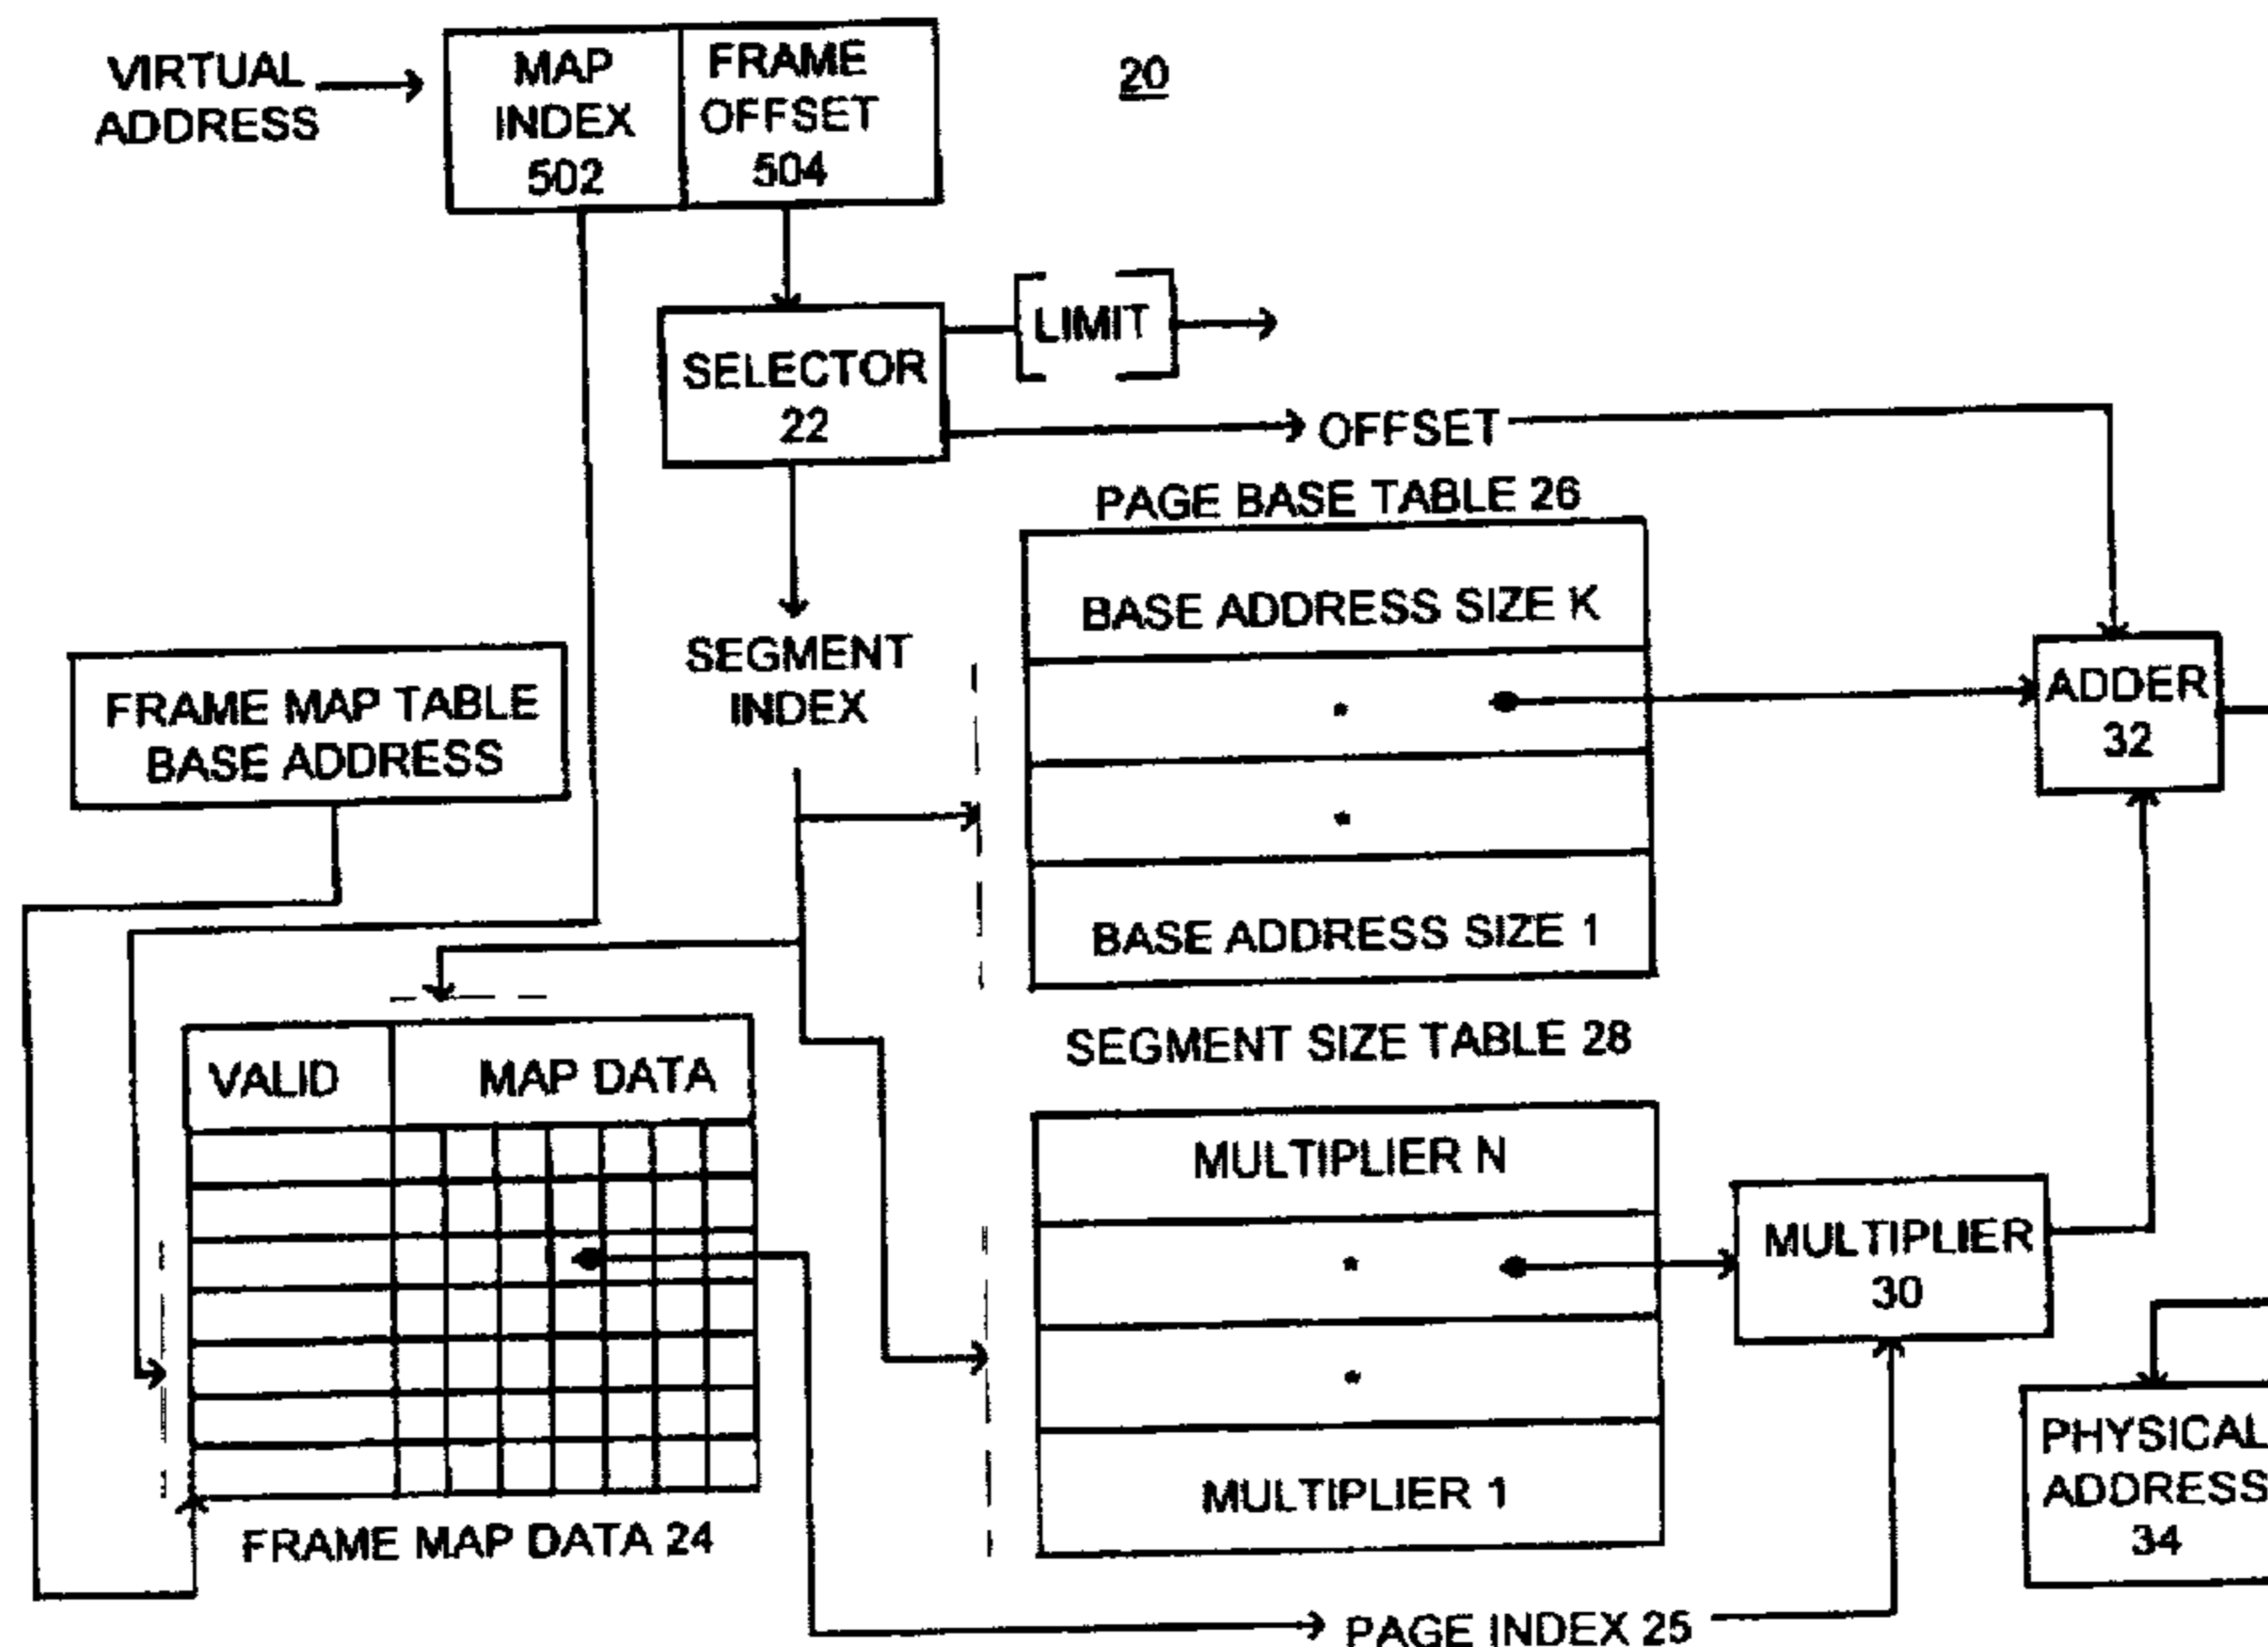 VIRTUAL
ADDRESS
MAP
INDEX
502
FRAME
OFFSET
504
20
SELECTOR
22
LIMIT
OFFSET
PAGE BASE TABLE 26
BASE ADDRESS SIZE K
BASE ADDRESS SIZE 1
SEGMENT
INDEX
FRAME MAP TABLE
BASE ADDRESS
ADDER
32
SEGMENT SIZE TABLE 28
MULTIPLIER N
MULTIPLIER 1
VALID
MAP DATA
FRAME MAP DATA 24
MULTIPLIER
30
PHYSICAL
ADDRESS
34
PAGE INDEX 25